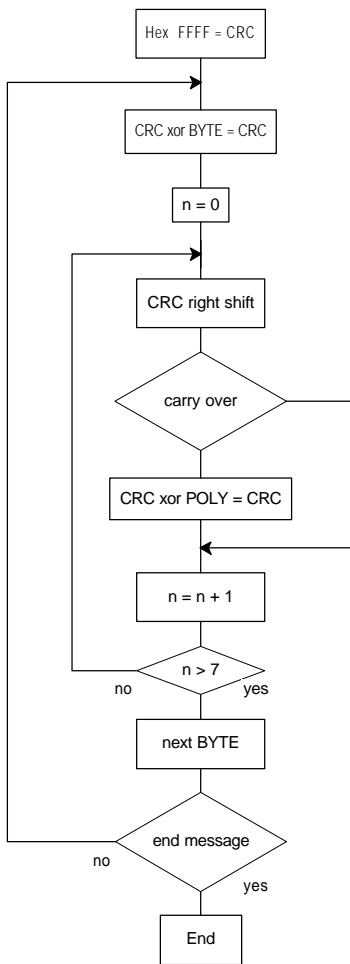 Hex FFFF = CRC
CRC xor BYTE = CRC
n = 0
CRC right shift
carry over
CRC xor POLY = CRC
n = n + 1
n > 7
no
yes
next BYTE
end message
no
yes
End